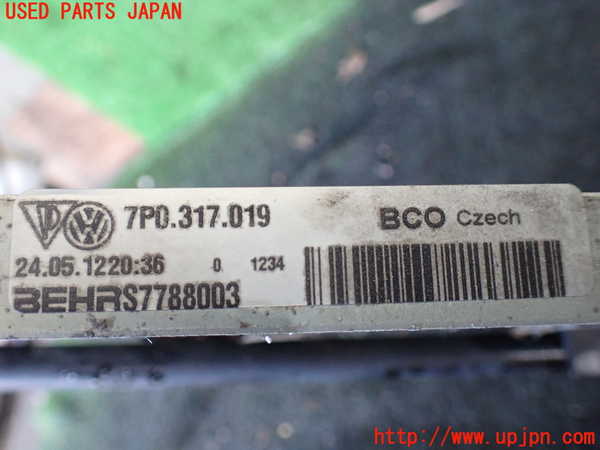 USED PARTS JAPAN
7P0.317.019
BCO Czech
24.05.1220:36 0 1234
BEHR S7788003
http://www.upjpn.com/